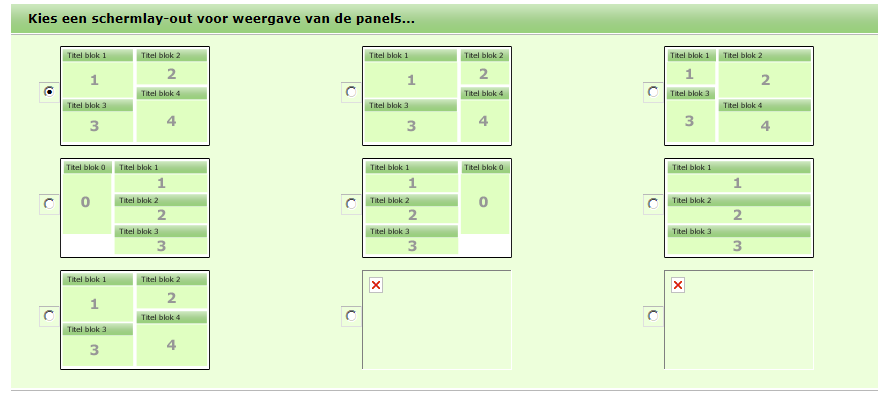 Kies een schermlay-out voor weergave van de panels...
Titel blok 1 Titel blok 2
1 2
Titel blok 3 Titel blok 4
3 4
Titel blok 1 Titel blok 2
1 2
Titel blok 3 Titel blok 4
3 4
Titel blok 1 Titel blok 2
1 2
Titel blok 3 Titel blok 4
3 4
Titel blok 0 Titel blok 1
0 1
Titel blok 2
2
Titel blok 3
3
Titel blok 1 Titel blok 0
1 0
Titel blok 2
2
Titel blok 3
3
Titel blok 1
1
Titel blok 2
2
Titel blok 3
3
Titel blok 1 Titel blok 2
1 2
Titel blok 3 Titel blok 4
3 4